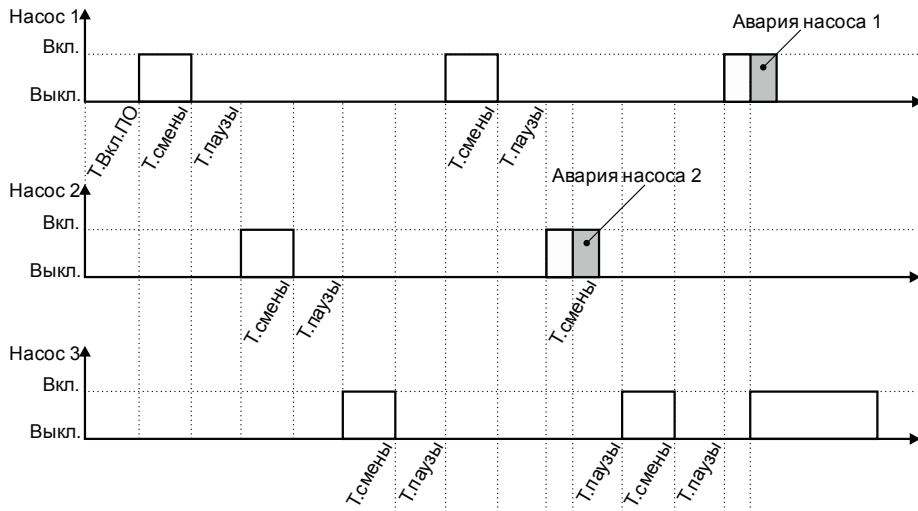 Насос 1
Авария насоса 1
Вкл.
Выкл.
Т.Вкл.ПО
Т.смены
Т.паузы
Т.смены
Т.паузы
Насос 2
Авария насоса 2
Вкл.
Выкл.
Т.смены
Т.паузы
Т.смены
Насос 3
Вкл.
Выкл.
Т.смены
Т.паузы
Т.паузы
Т.смены
Т.паузы